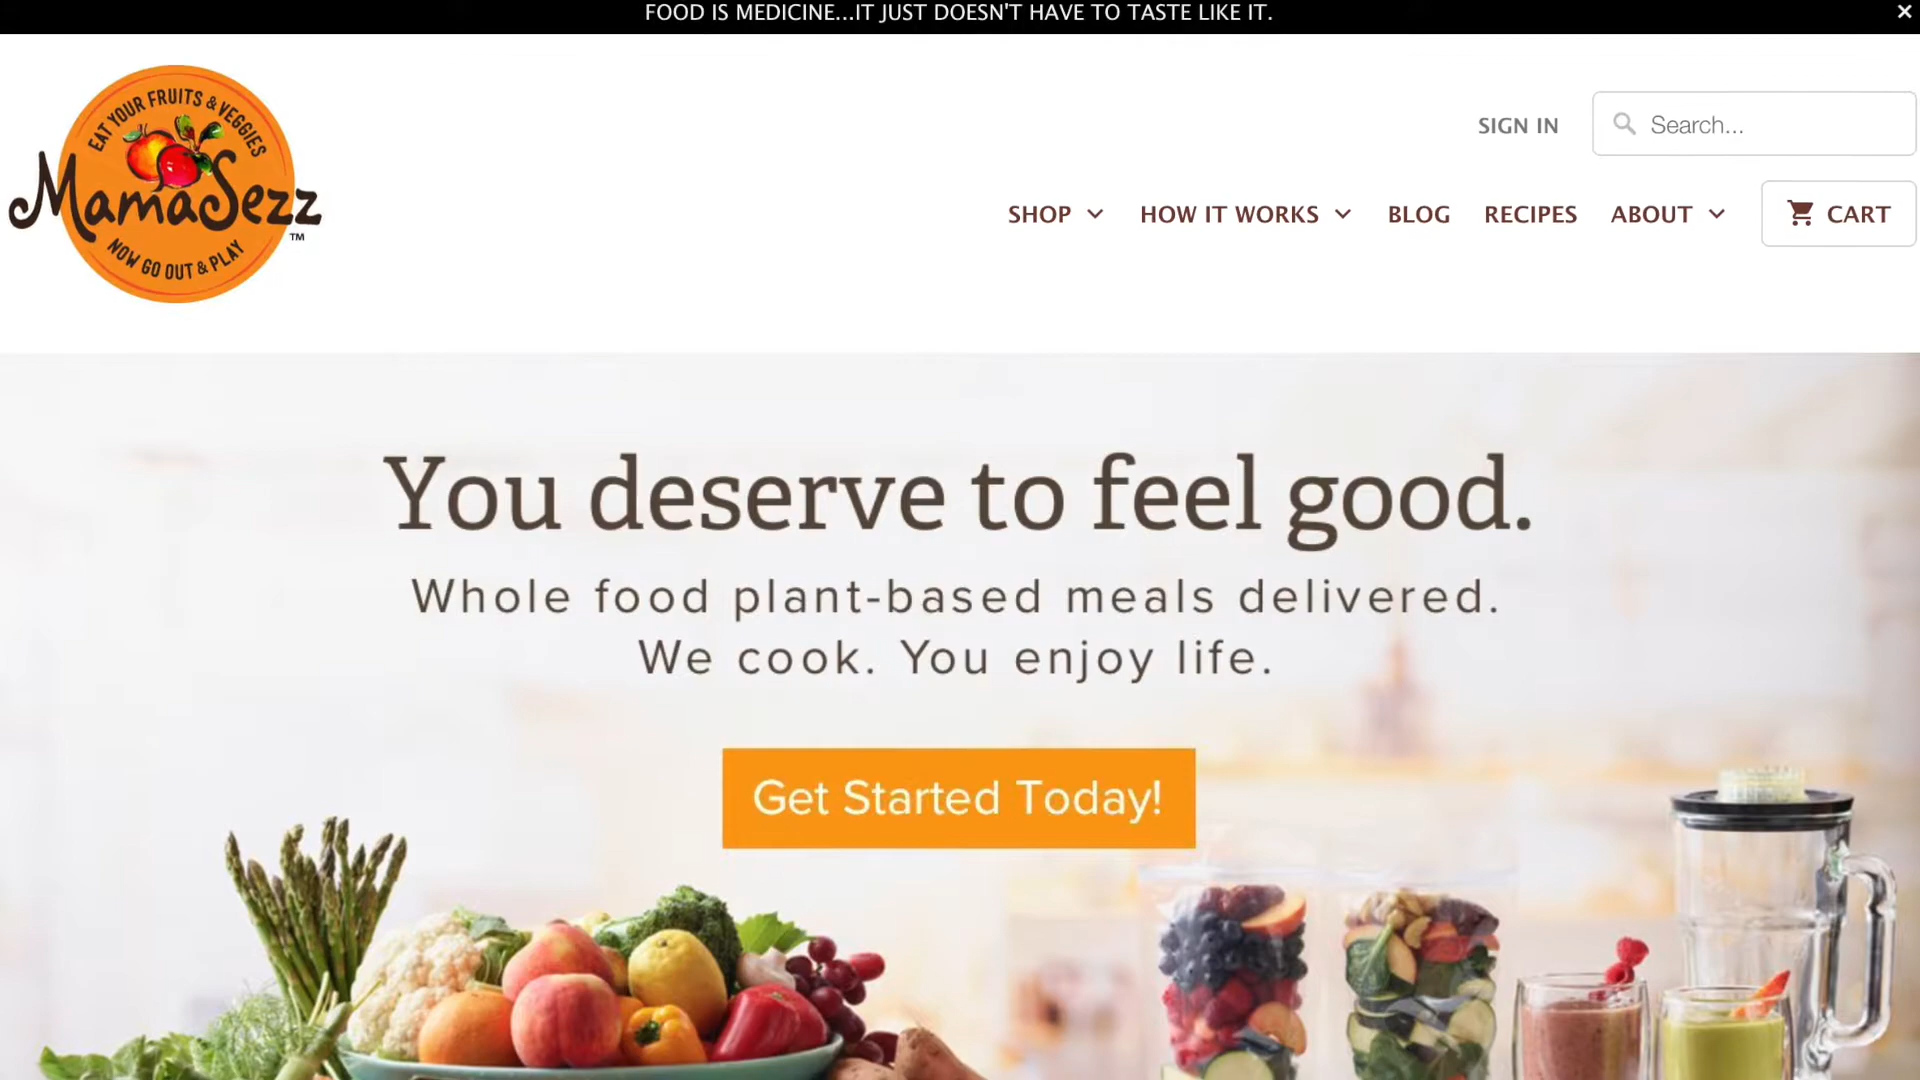 FOOD IS MEDICINE...IT JUST DOESN'T HAVE TO TASTE LIKE IT.
EAT YOUR FRUITS & VEGGIES
MamaSezz
TM
NOW GO OUT & PLAY
SIGN IN
Search...
SHOP
HOW IT WORKS
BLOG
RECIPES
ABOUT
CART
You deserve to feel good.
Whole food plant-based meals delivered.
We cook. You enjoy life.
Get Started Today!